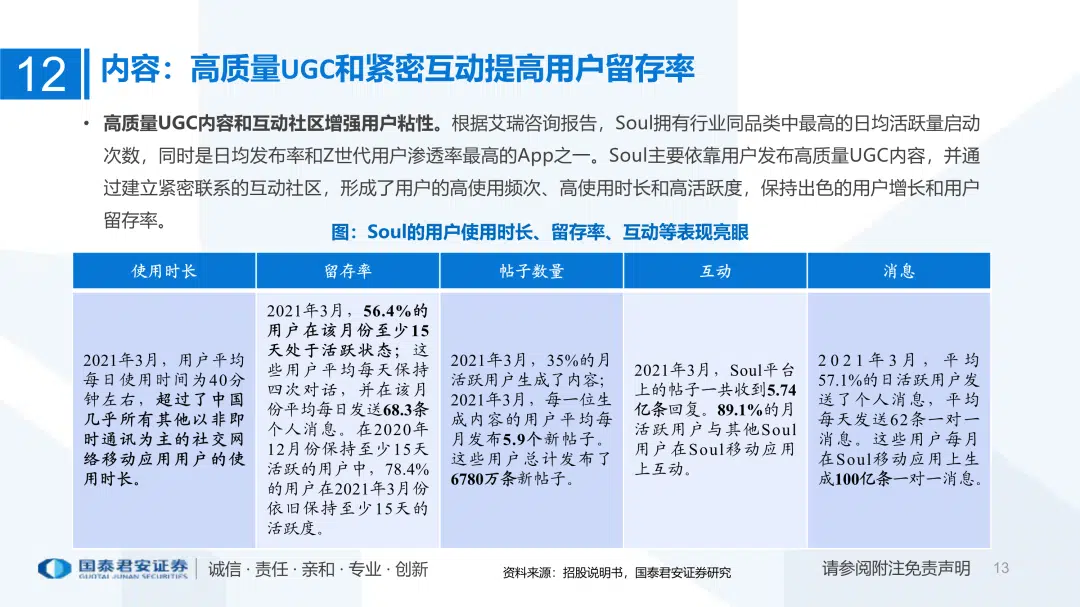 12
内容：高质量UGC和紧密互动提高用户留存率
• 高质量UGC内容和互动社区增强用户粘性。根据艾瑞咨询报告，Soul拥有行业同品类中最高的日均活跃量启动
次数，同时是日均发布率和Z世代用户渗透率最高的App之一。Soul主要依靠用户发布高质量UGC内容，并通
过建立紧密联系的互动社区，形成了用户的高使用频次、高使用时长和高活跃度，保持出色的用户增长和用户
留存率。
图：Soul的用户使用时长、留存率、互动等表现亮眼
使用时长
2021年3月，用户平均
每日使用时间为40分
钟左右，超过了中国
几乎所有其他以非即
时通讯为主的社交网
络移动应用用户的使
用时长。
留存率
2021年3月，56.4%的
用户在该月份至少15
天处于活跃状态；这
些用户平均每天保持
四次对话，并在该月
份平均每日发送68.3条
个人消息。在2020年
12月份保持至少15天
活跃的用户中，78.4%
的用户在2021年3月份
依旧保持至少15天的
活跃度。
帖子数量
2021年3月，35%的月
活跃用户生成了内容；
2021年3月，每一位生
成内容的用户平均每
月发布5.9个新帖子。
这些用户总计发布了
6780万条新帖子。
互动
2021年3月，Soul平台
上的帖子一共收到5.74
亿条回复。89.1%的月
活跃用户与其他Soul
用户在Soul移动应用
上互动。
消息
2021年3月，平均
57.1%的日活跃用户发
送了个人消息，平均
每天发送62条一对一
消息。这些用户每月
在Soul移动应用上生
成100亿条一对一消息。
国泰君安证券
GUOTAI JUNAN SECURITIES
诚信 · 责任 · 亲和 · 专业 · 创新
资料来源：招股说明书，国泰君安证券研究
请参阅附注免责声明
13